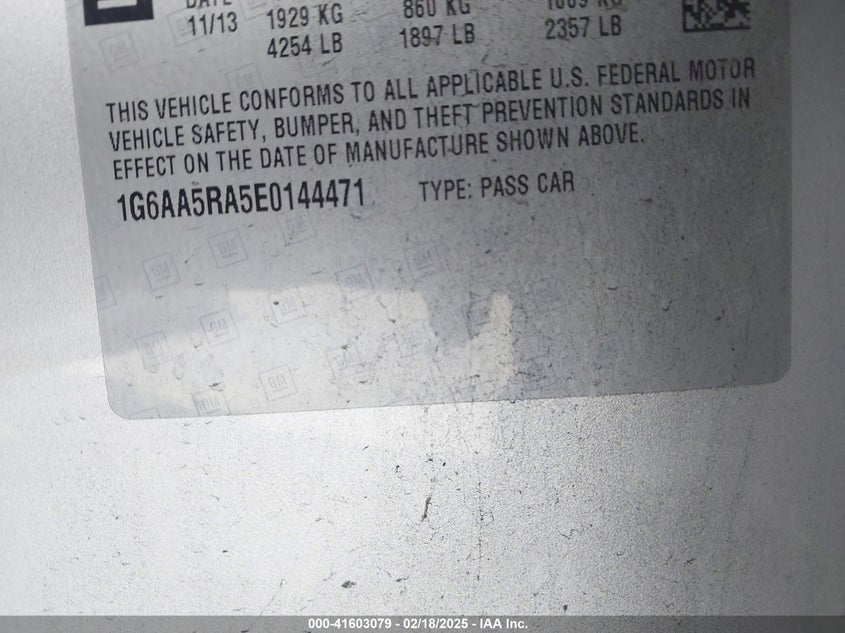 DATE
11/13 1929 KG 860 KG
4254 LB 1897 LB 2357 LB
THIS VEHICLE CONFORMS TO ALL APPLICABLE U.S. FEDERAL MOTOR
VEHICLE SAFETY, BUMPER, AND THEFT PREVENTION STANDARDS IN
EFFECT ON THE DATE OF MANUFACTURE SHOWN ABOVE.
1G6AA5RA5E0144471 TYPE: PASS CAR
GM
000-41603079 - 02/18/2025 - IAA Inc.